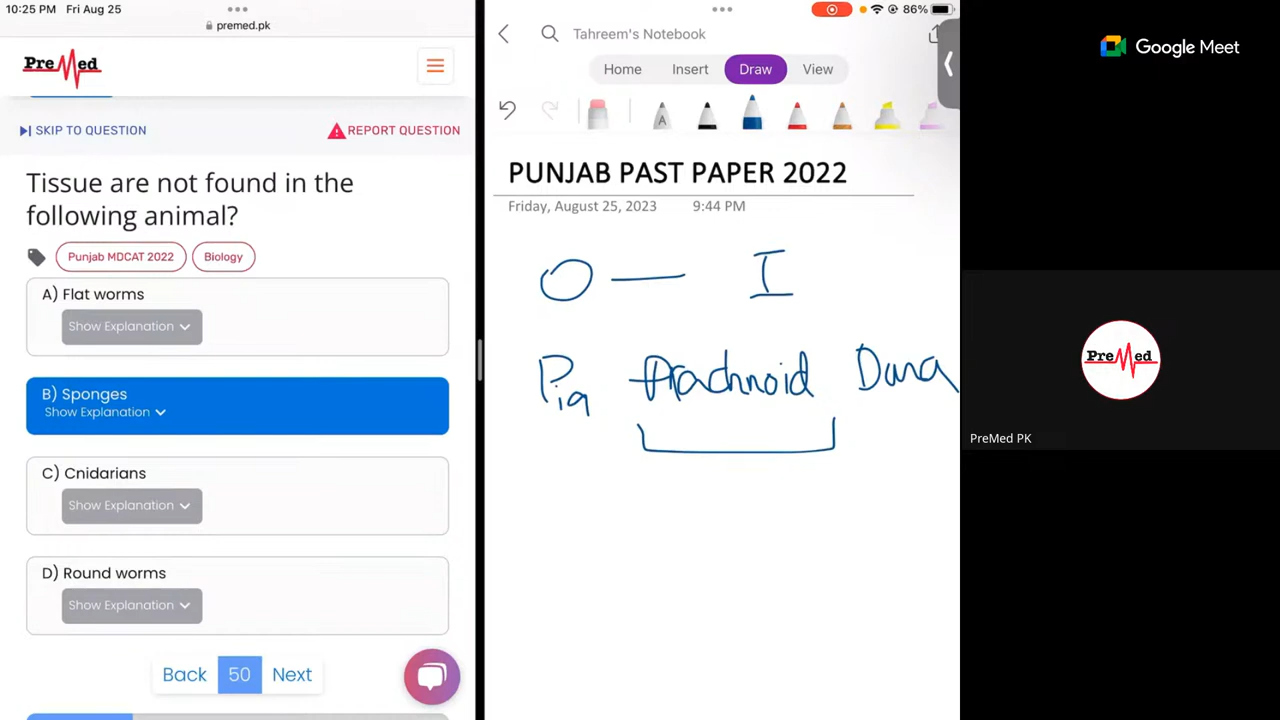 10:25 PM Fri Aug 25
premed.pk
PreMed
SKIP TO QUESTION
REPORT QUESTION
Tissue are not found in the
following animal?
Punjab MDCAT 2022
Biology
A) Flat worms
Show Explanation
B) Sponges
Show Explanation
C) Cnidarians
Show Explanation
D) Round worms
Show Explanation
Back 50 Next
86%
Tahreem's Notebook
Home Insert Draw View
A
PUNJAB PAST PAPER 2022
Friday, August 25, 2023 9:44 PM
O — I
Pia Arachnoid Dura
Google Meet
PreMed
PreMed PK